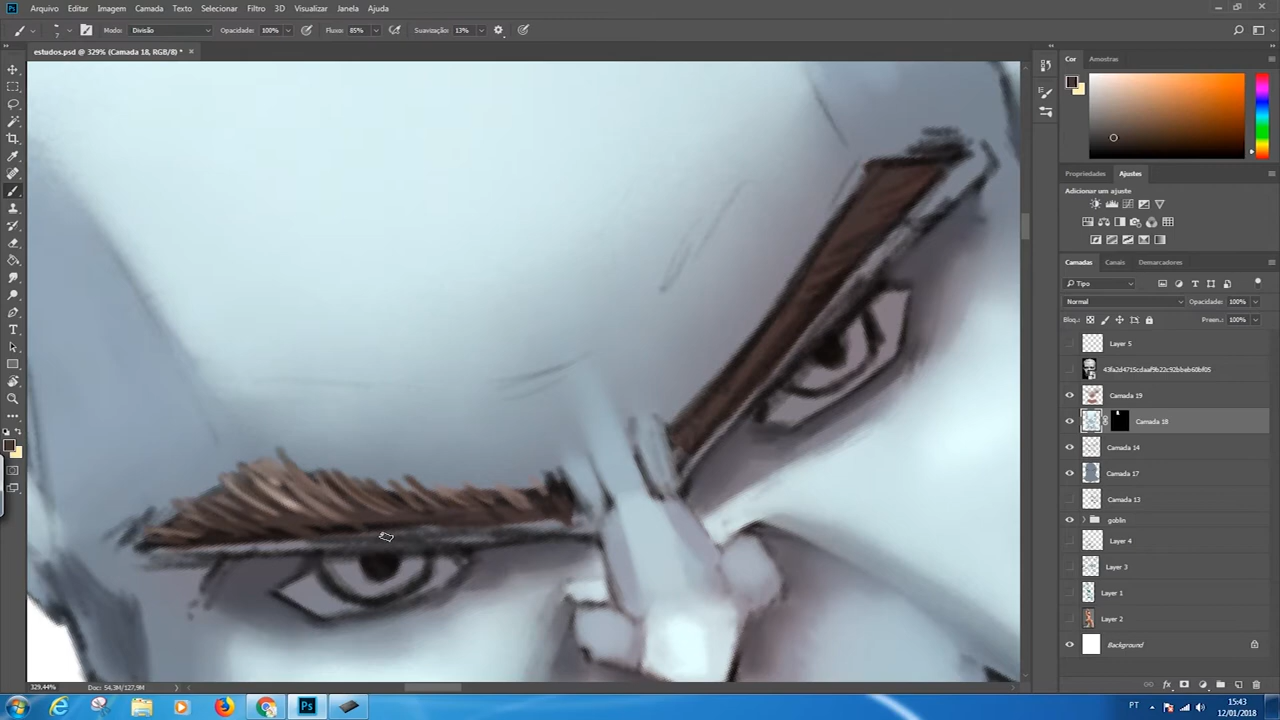 Ps Arquivo Editar Imagem Camada Texto Selecionar Filtro 3D Visualizar Janela Ajuda
Modo: Divisão Opacidade: 100% Fluxo: 85% Suavização: 13%
estudos.psd @ 329% (Camada 18, RGB/8) * ×
Cor Amostras
Propriedades Ajustes
Adicionar um ajuste
Camadas Canais Demarcadores
Tipo
Normal Opacidade: 100%
Bloq.: Preen.: 100%
Layer 5
43fa2d4715cdaaf9b22c92bbeb60bf05
Camada 19
Camada 18
Camada 14
Camada 17
Camada 13
goblin
Layer 4
Layer 3
Layer 1
Layer 2
Background
329,44% Doc: 54,3M/127,9M
Ps PT 15:43
12/01/2018